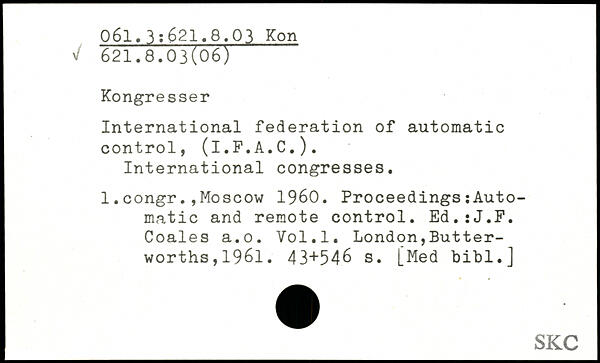 061.3:621.8.03 Kon
√ 621.8.03(06)
Kongresser
International federation of automatic
control, (I.F.A.C.).
International congresses.
1.congr.,Moscow 1960. Proceedings:Auto-
matic and remote control. Ed.:J.F.
Coales a.o. Vol.1. London,Butter-
worths,1961. 43+546 s. [Med bibl.]
SKC